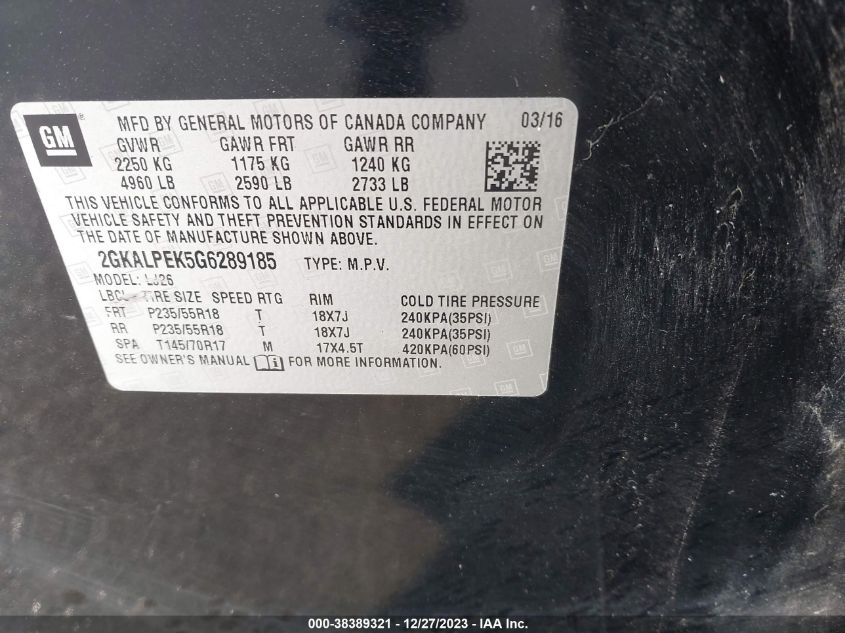 GM
MFD BY GENERAL MOTORS OF CANADA COMPANY 03/16
GVWR GAWR FRT GAWR RR
2250 KG 1175 KG 1240 KG
4960 LB 2590 LB 2733 LB
THIS VEHICLE CONFORMS TO ALL APPLICABLE U.S. FEDERAL MOTOR
VEHICLE SAFETY AND THEFT PREVENTION STANDARDS IN EFFECT ON
THE DATE OF MANUFACTURE SHOWN ABOVE.
2GKALPEK5G6289185 TYPE: M.P.V.
MODEL: LJ26
TIRE SIZE SPEED RTG RIM COLD TIRE PRESSURE
FRT P235/55R18 T 18X7J 240KPA(35PSI)
RR P235/55R18 T 18X7J 240KPA(35PSI)
SPA T145/70R17 M 17X4.5T 420KPA(60PSI)
SEE OWNER'S MANUAL FOR MORE INFORMATION.
000-38389321 / 12/27/2023 - IAA Inc.